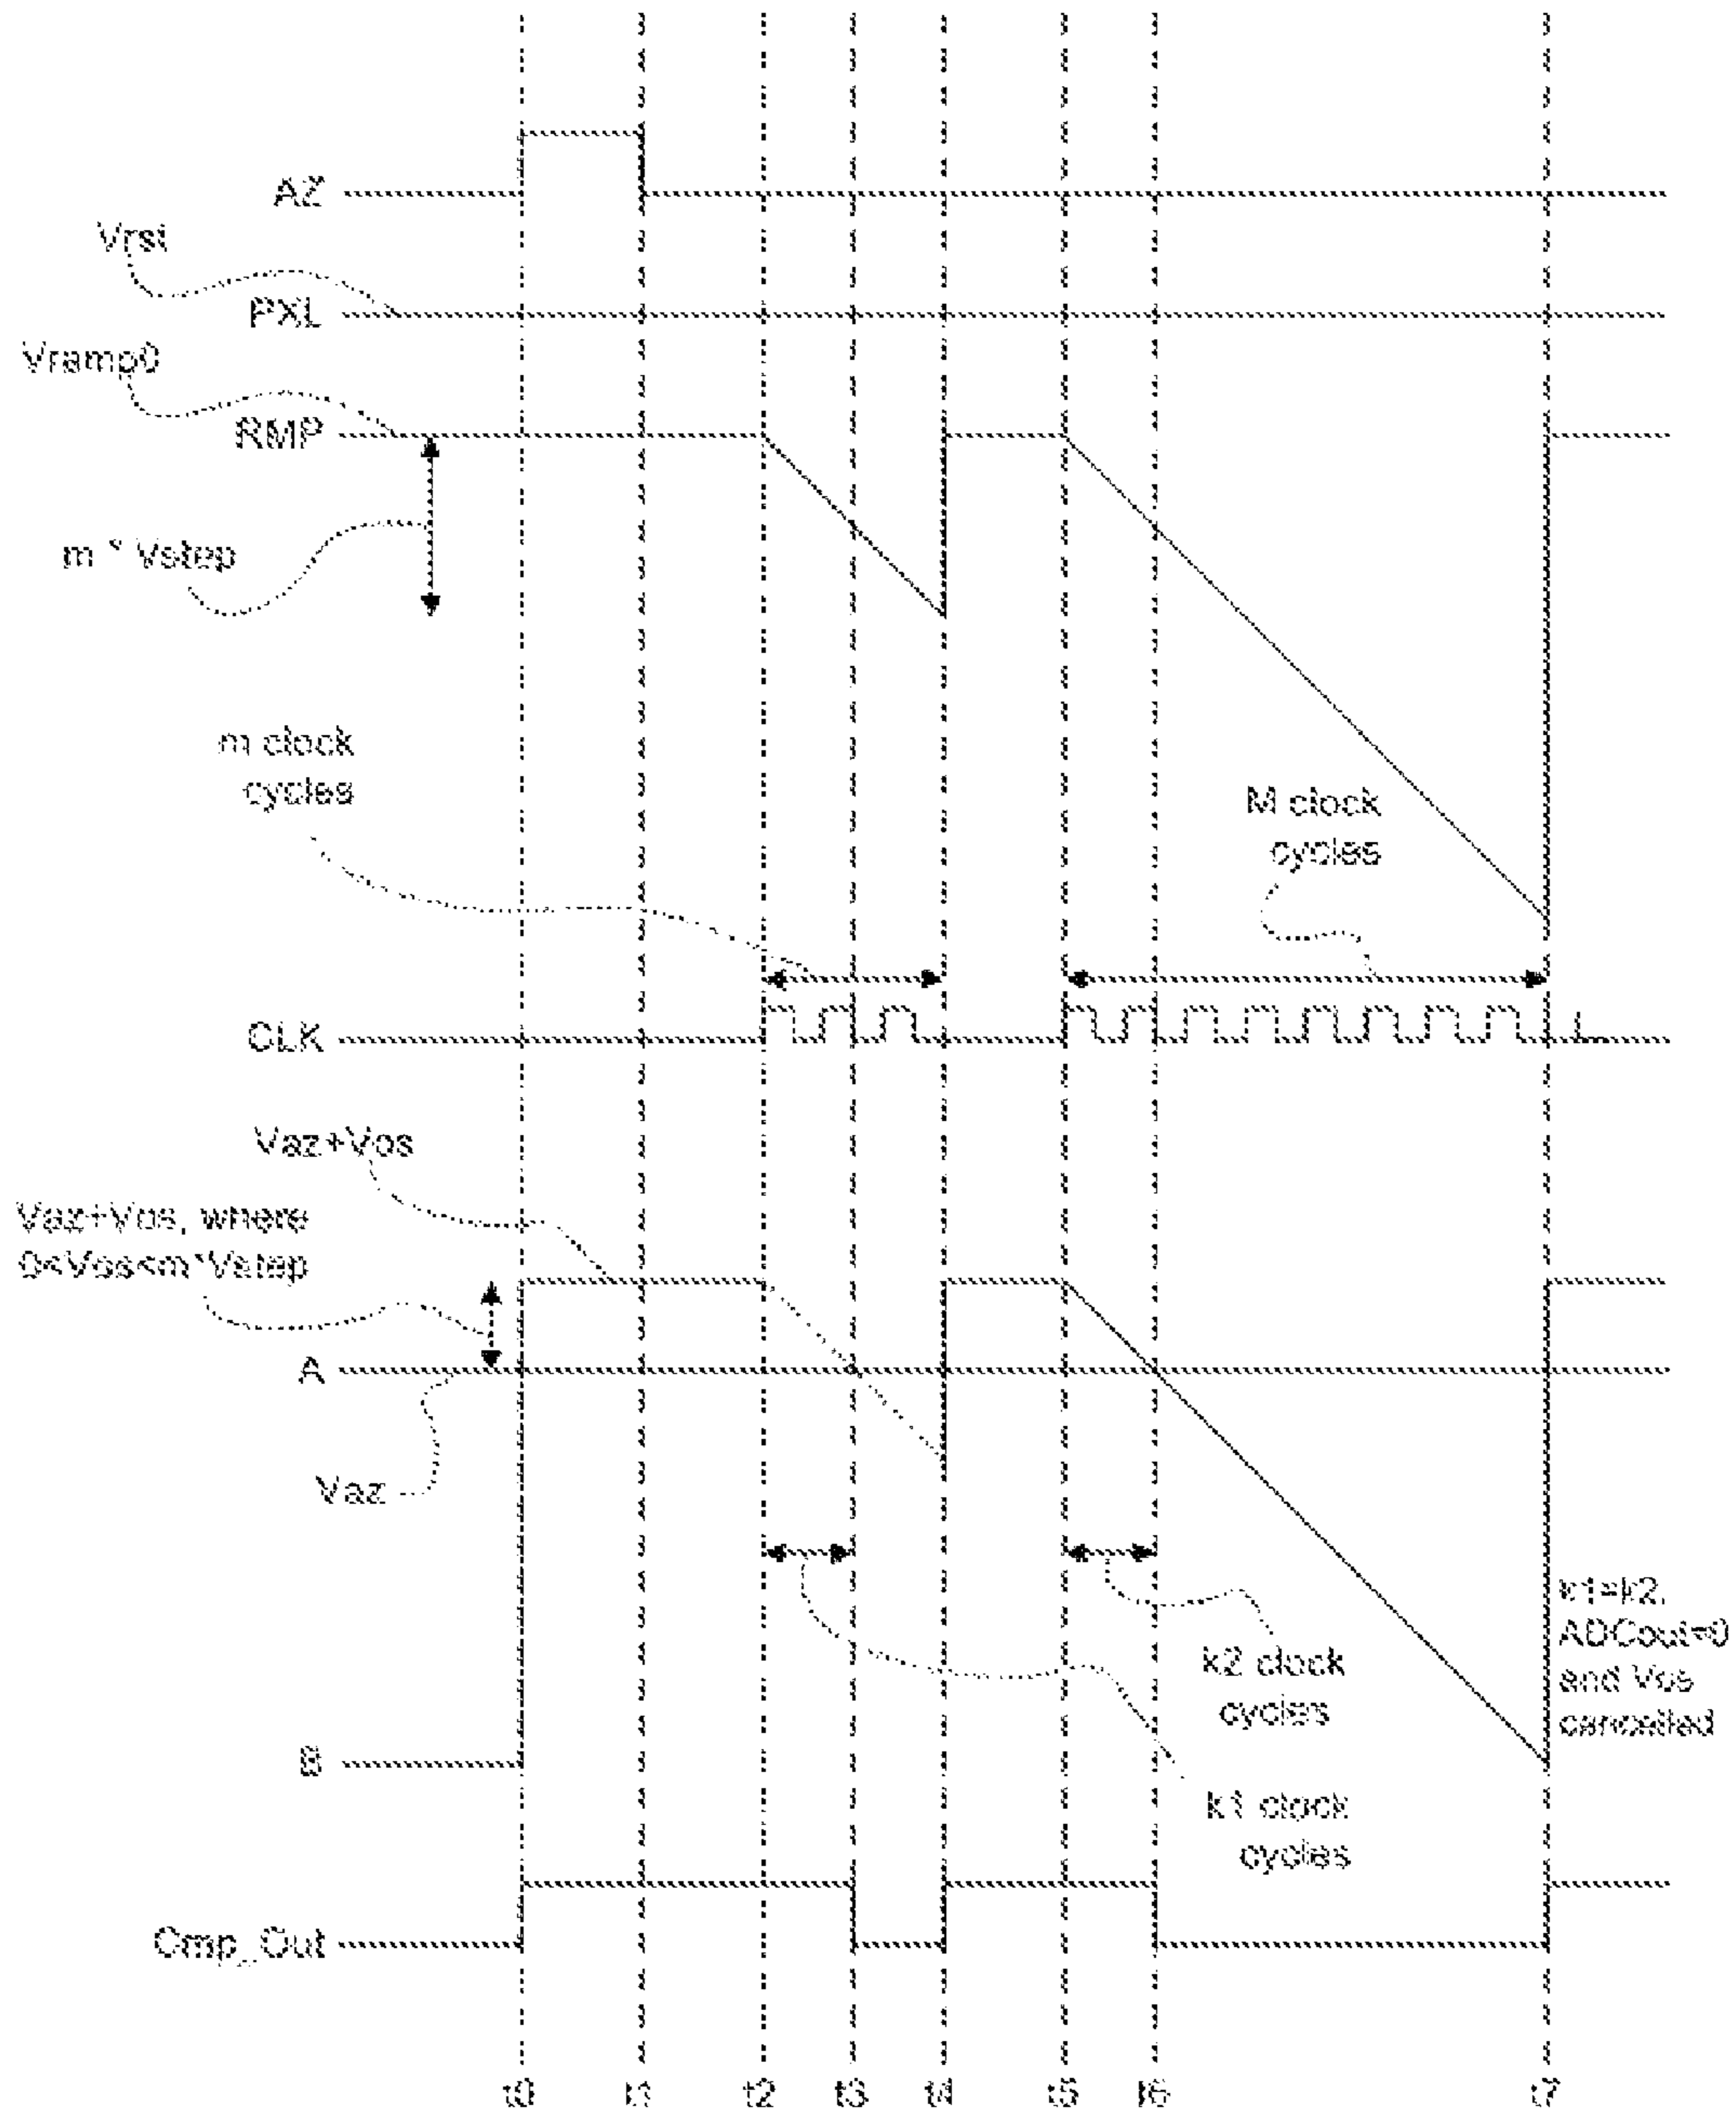 AZ
Vrst
PXL
Vramp0
RMP
m * Vstep
m clock
cycles
M clock
cycles
CLK
Vaz+Vos
Vaz+Vos, where
0<Vos<m*Vstep
A
Vaz
k1=k2,
ADCout=0
and Vos
cancelled
k2 clock
cycles
B
k1 clock
cycles
Cmp_Out
t0 t1 t2 t3 t4 t5 t6 t7